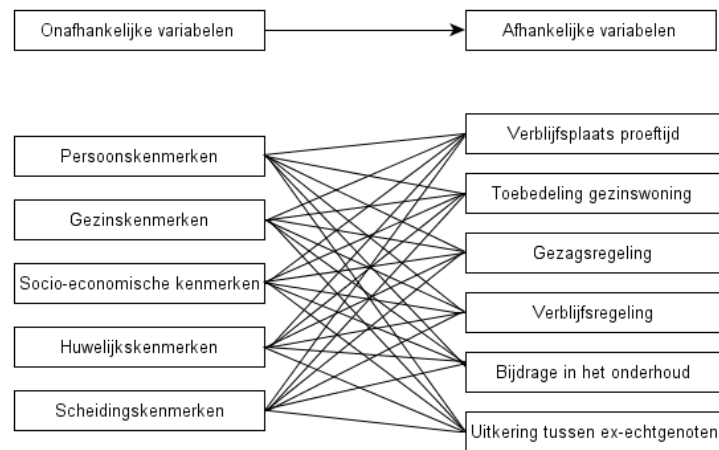 Onafhankelijke variabelen
Afhankelijke variabelen
Persoonskenmerken
Gezinskenmerken
Socio-economische kenmerken
Huwelijkskenmerken
Scheidingskenmerken
Verblijfsplaats proeftijd
Toebedeling gezinswoning
Gezagsregeling
Verblijfsregeling
Bijdrage in het onderhoud
Uitkering tussen ex-echtgenoten